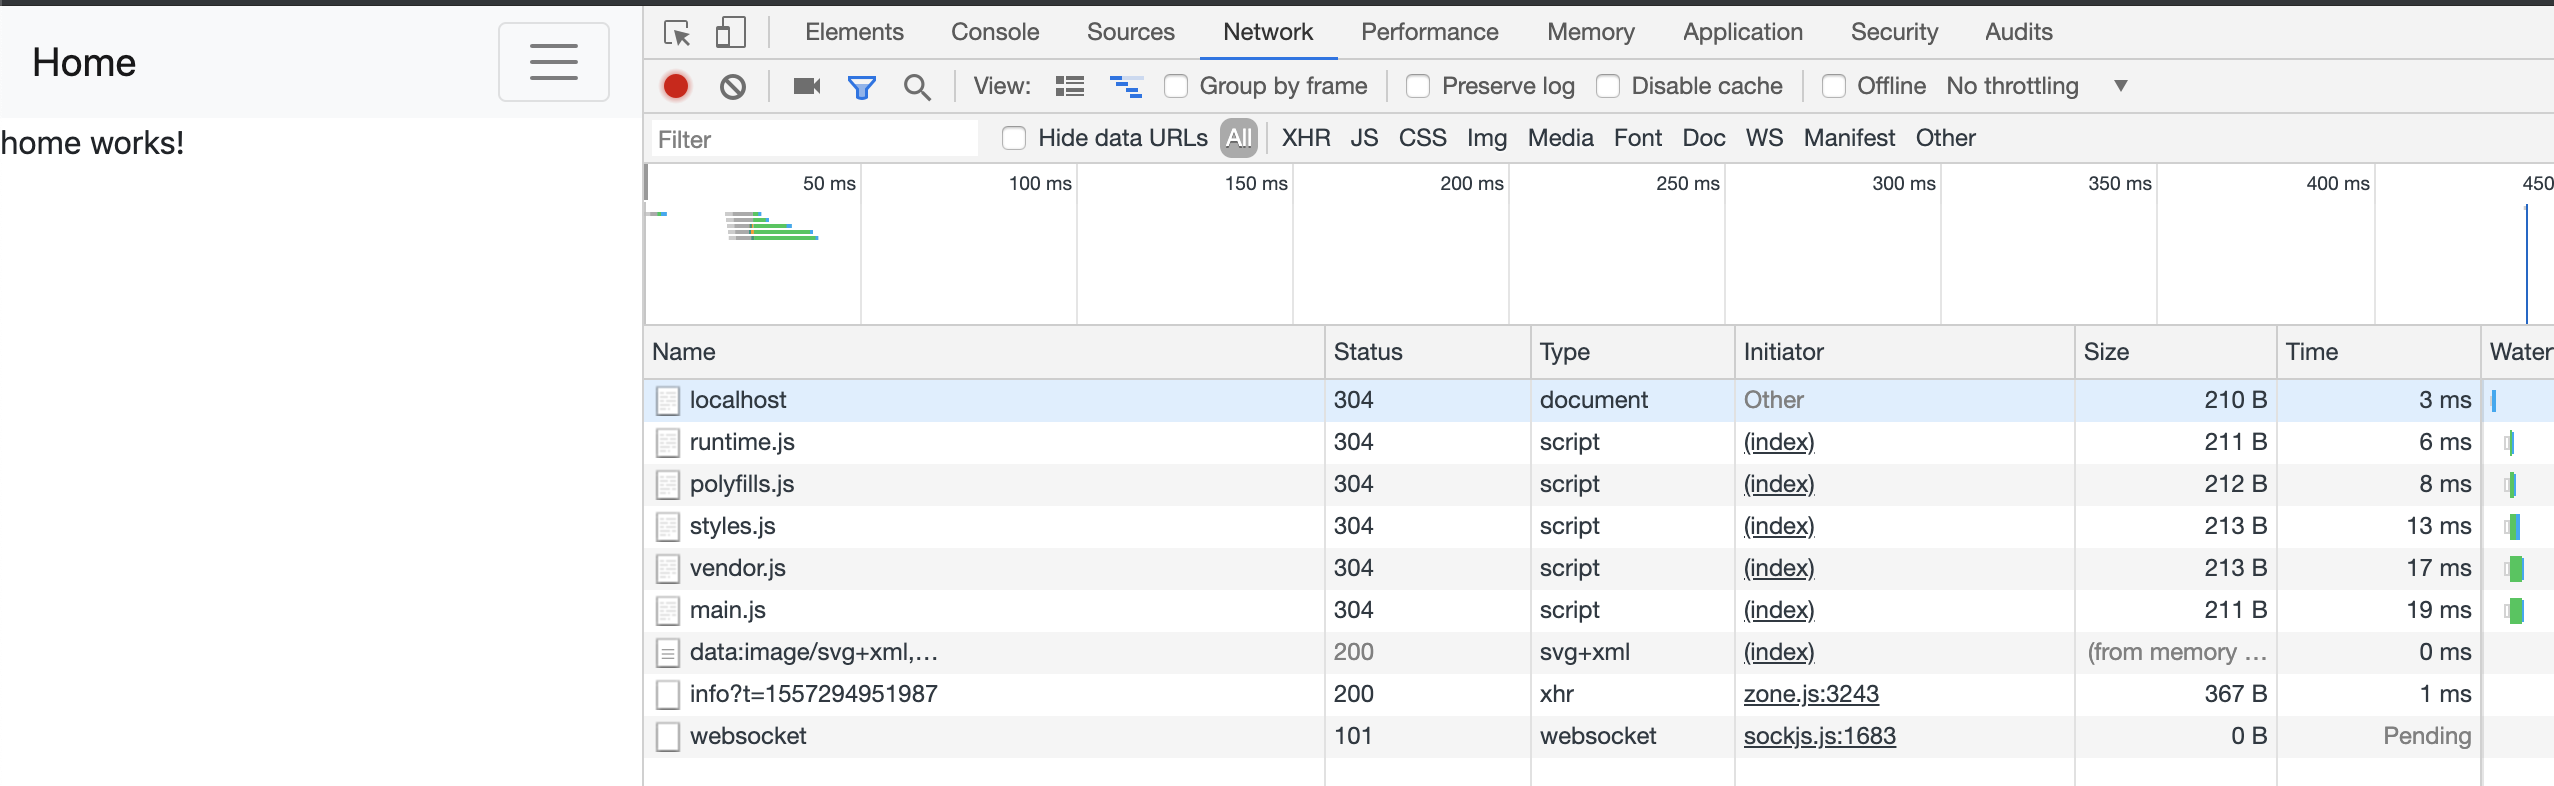 Home
home works!
Elements Console Sources Network Performance Memory Application Security Audits
View: Group by frame Preserve log Disable cache Offline No throttling ▼
Filter Hide data URLs All XHR JS CSS Img Media Font Doc WS Manifest Other
50 ms 100 ms 150 ms 200 ms 250 ms 300 ms 350 ms 400 ms 450
Name Status Type Initiator Size Time Water
localhost 304 document Other 210 B 3 ms
runtime.js 304 script (index) 211 B 6 ms
polyfills.js 304 script (index) 212 B 8 ms
styles.js 304 script (index) 213 B 13 ms
vendor.js 304 script (index) 213 B 17 ms
main.js 304 script (index) 211 B 19 ms
data:image/svg+xml,… 200 svg+xml (index) (from memory … 0 ms
info?t=1557294951987 200 xhr zone.js:3243 367 B 1 ms
websocket 101 websocket sockjs.js:1683 0 B Pending